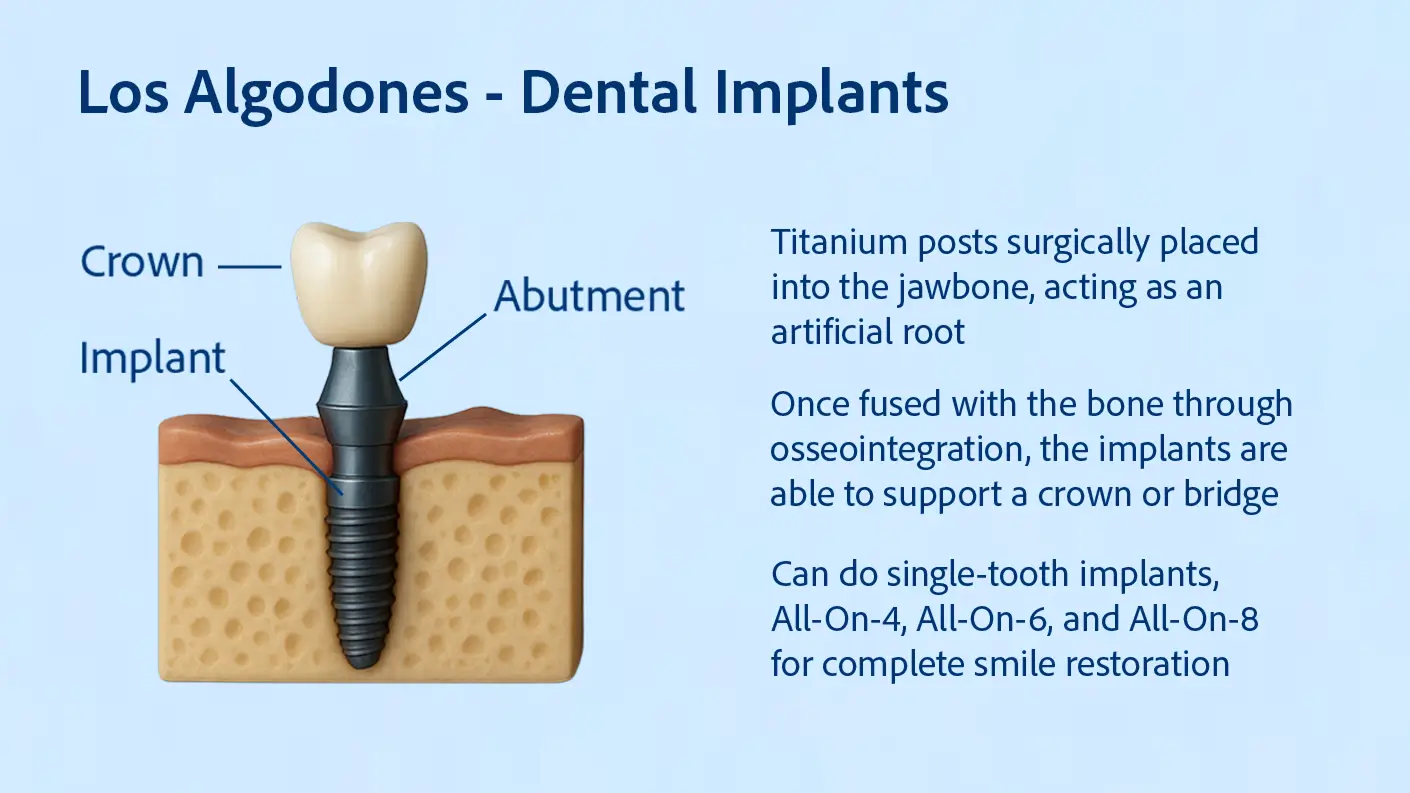 Los Algodones - Dental Implants
Crown
Abutment
Implant
Titanium posts surgically placed
into the jawbone, acting as an
artificial root
Once fused with the bone through
osseointegration, the implants are
able to support a crown or bridge
Can do single-tooth implants,
All-On-4, All-On-6, and All-On-8
for complete smile restoration